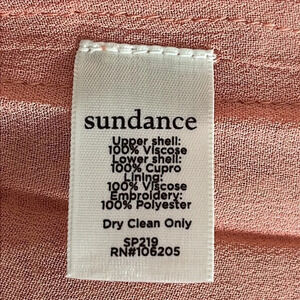 sundance
Upper shell:
100% Viscose
Lower shell:
100% Cupro
Lining:
100% Viscose
Embroidery:
100% Polyester
Dry Clean Only
SP219
RN#106205